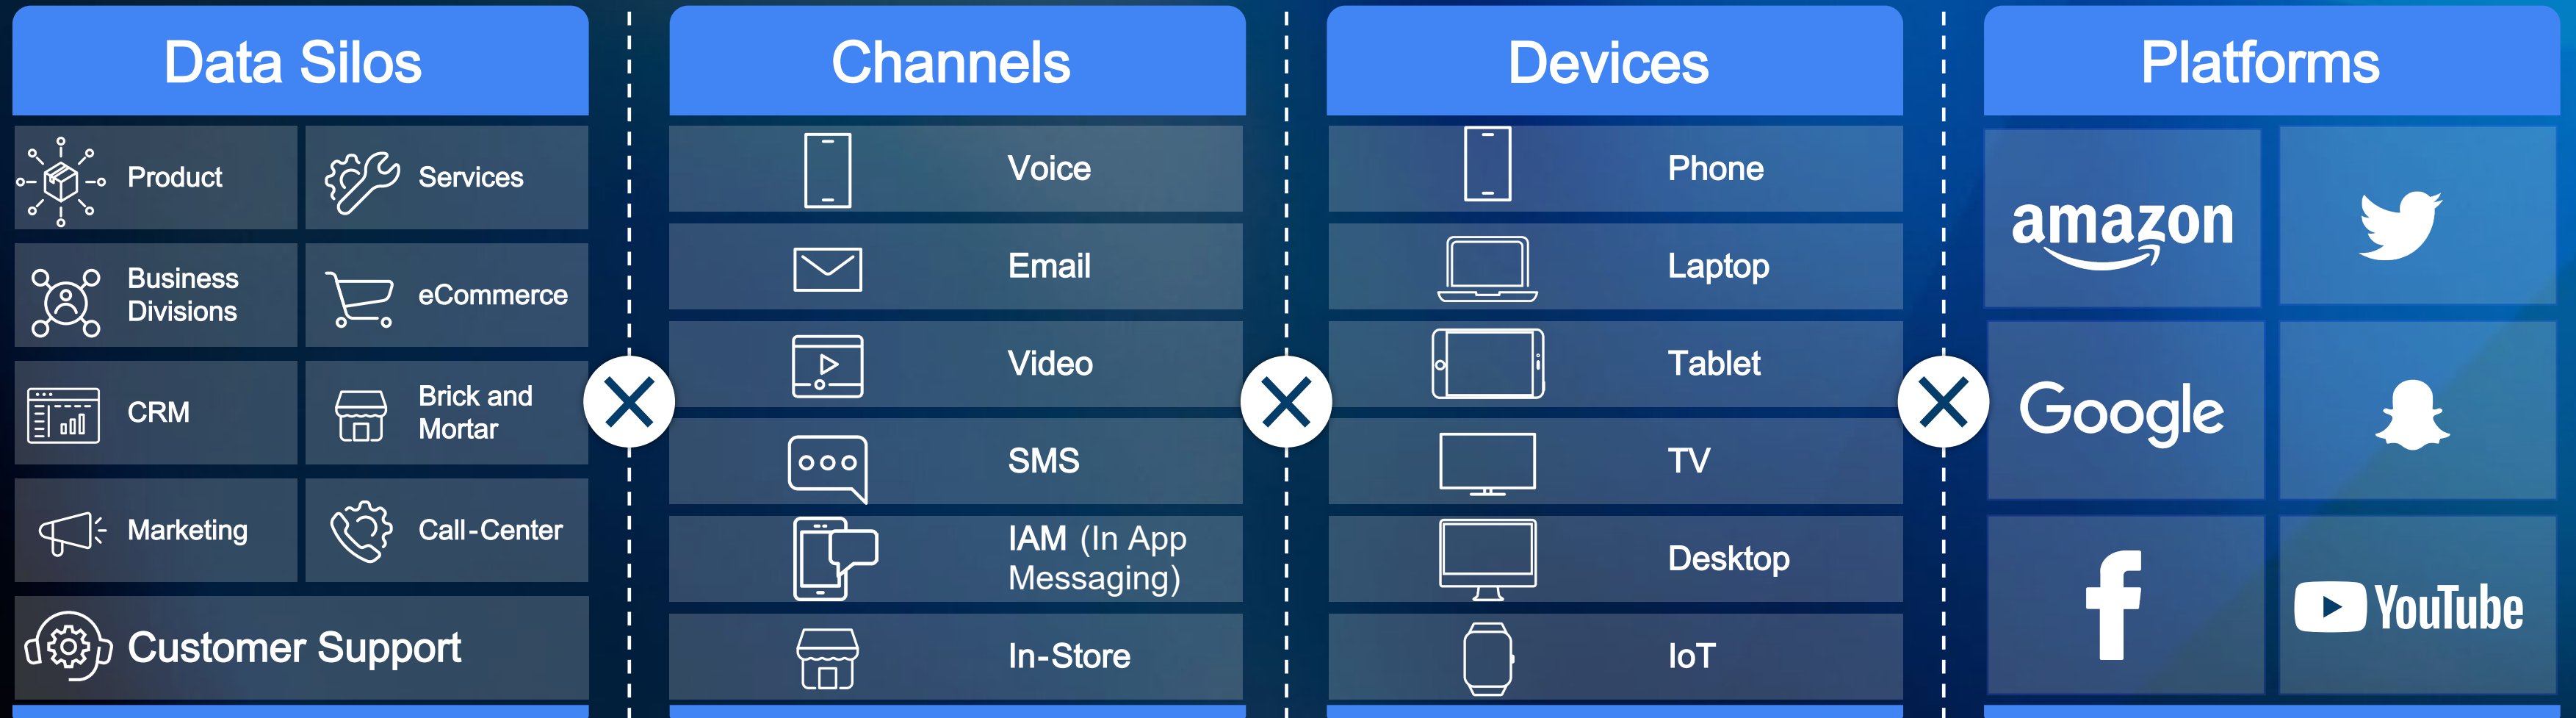 Data Silos
Product
Services
Business
Divisions
eCommerce
CRM
Brick and
Mortar
Marketing
Call-Center
Customer Support
Channels
Voice
Email
Video
SMS
IAM (In App
Messaging)
In-Store
Devices
Phone
Laptop
Tablet
TV
Desktop
IoT
Platforms
amazon
Google
f
YouTube